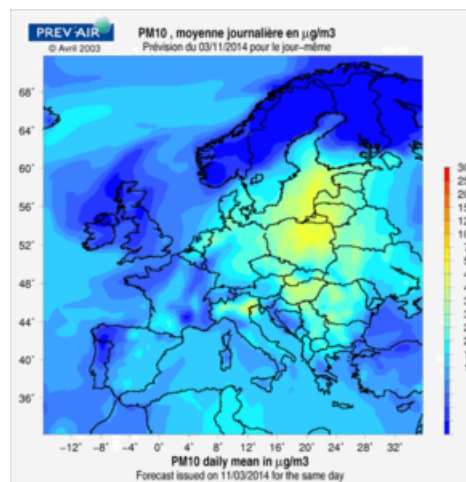 PREV'AIR
© Avril 2003
PM10 , moyenne journalière en µg/m3
Prévision du 03/11/2014 pour le jour-même
68°
64°
60°
56°
52°
48°
44°
40°
36°
−12° −8° −4° 0° 4° 8° 12° 16° 20° 24° 28° 32°
PM10 daily mean in µg/m3
Forecast issued on 11/03/2014 for the same day